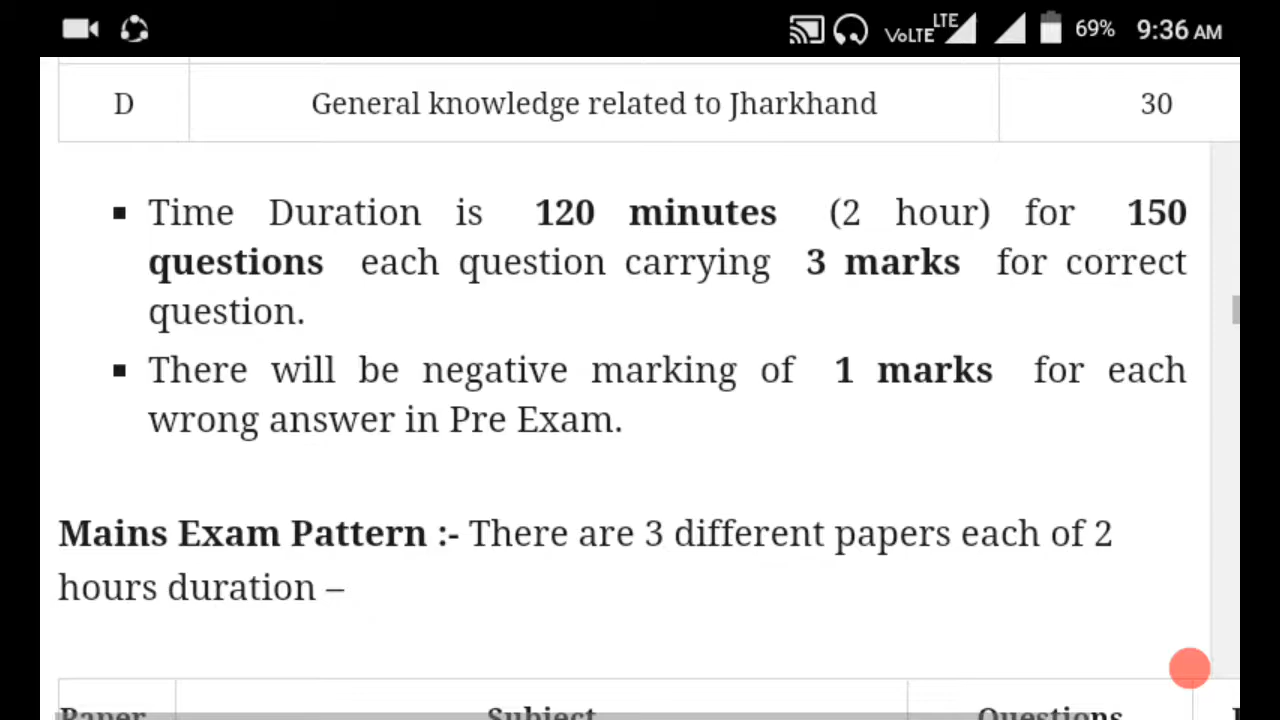 VoLTE LTE 69% 9:36 AM
D General knowledge related to Jharkhand 30
▪ Time Duration is 120 minutes (2 hour) for 150
questions each question carrying 3 marks for correct
question.
▪ There will be negative marking of 1 marks for each
wrong answer in Pre Exam.
Mains Exam Pattern :- There are 3 different papers each of 2
hours duration –
Paper Subject Questions